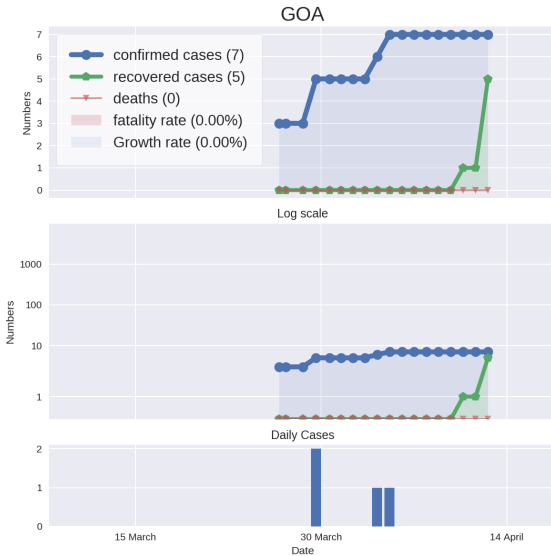 GOA
7
6
5
4
3
2
1
0
Numbers
confirmed cases (7)
recovered cases (5)
deaths (0)
fatality rate (0.00%)
Growth rate (0.00%)
Log scale
1000
100
10
1
Numbers
Daily Cases
2
1
0
15 March 30 March 14 April
Date